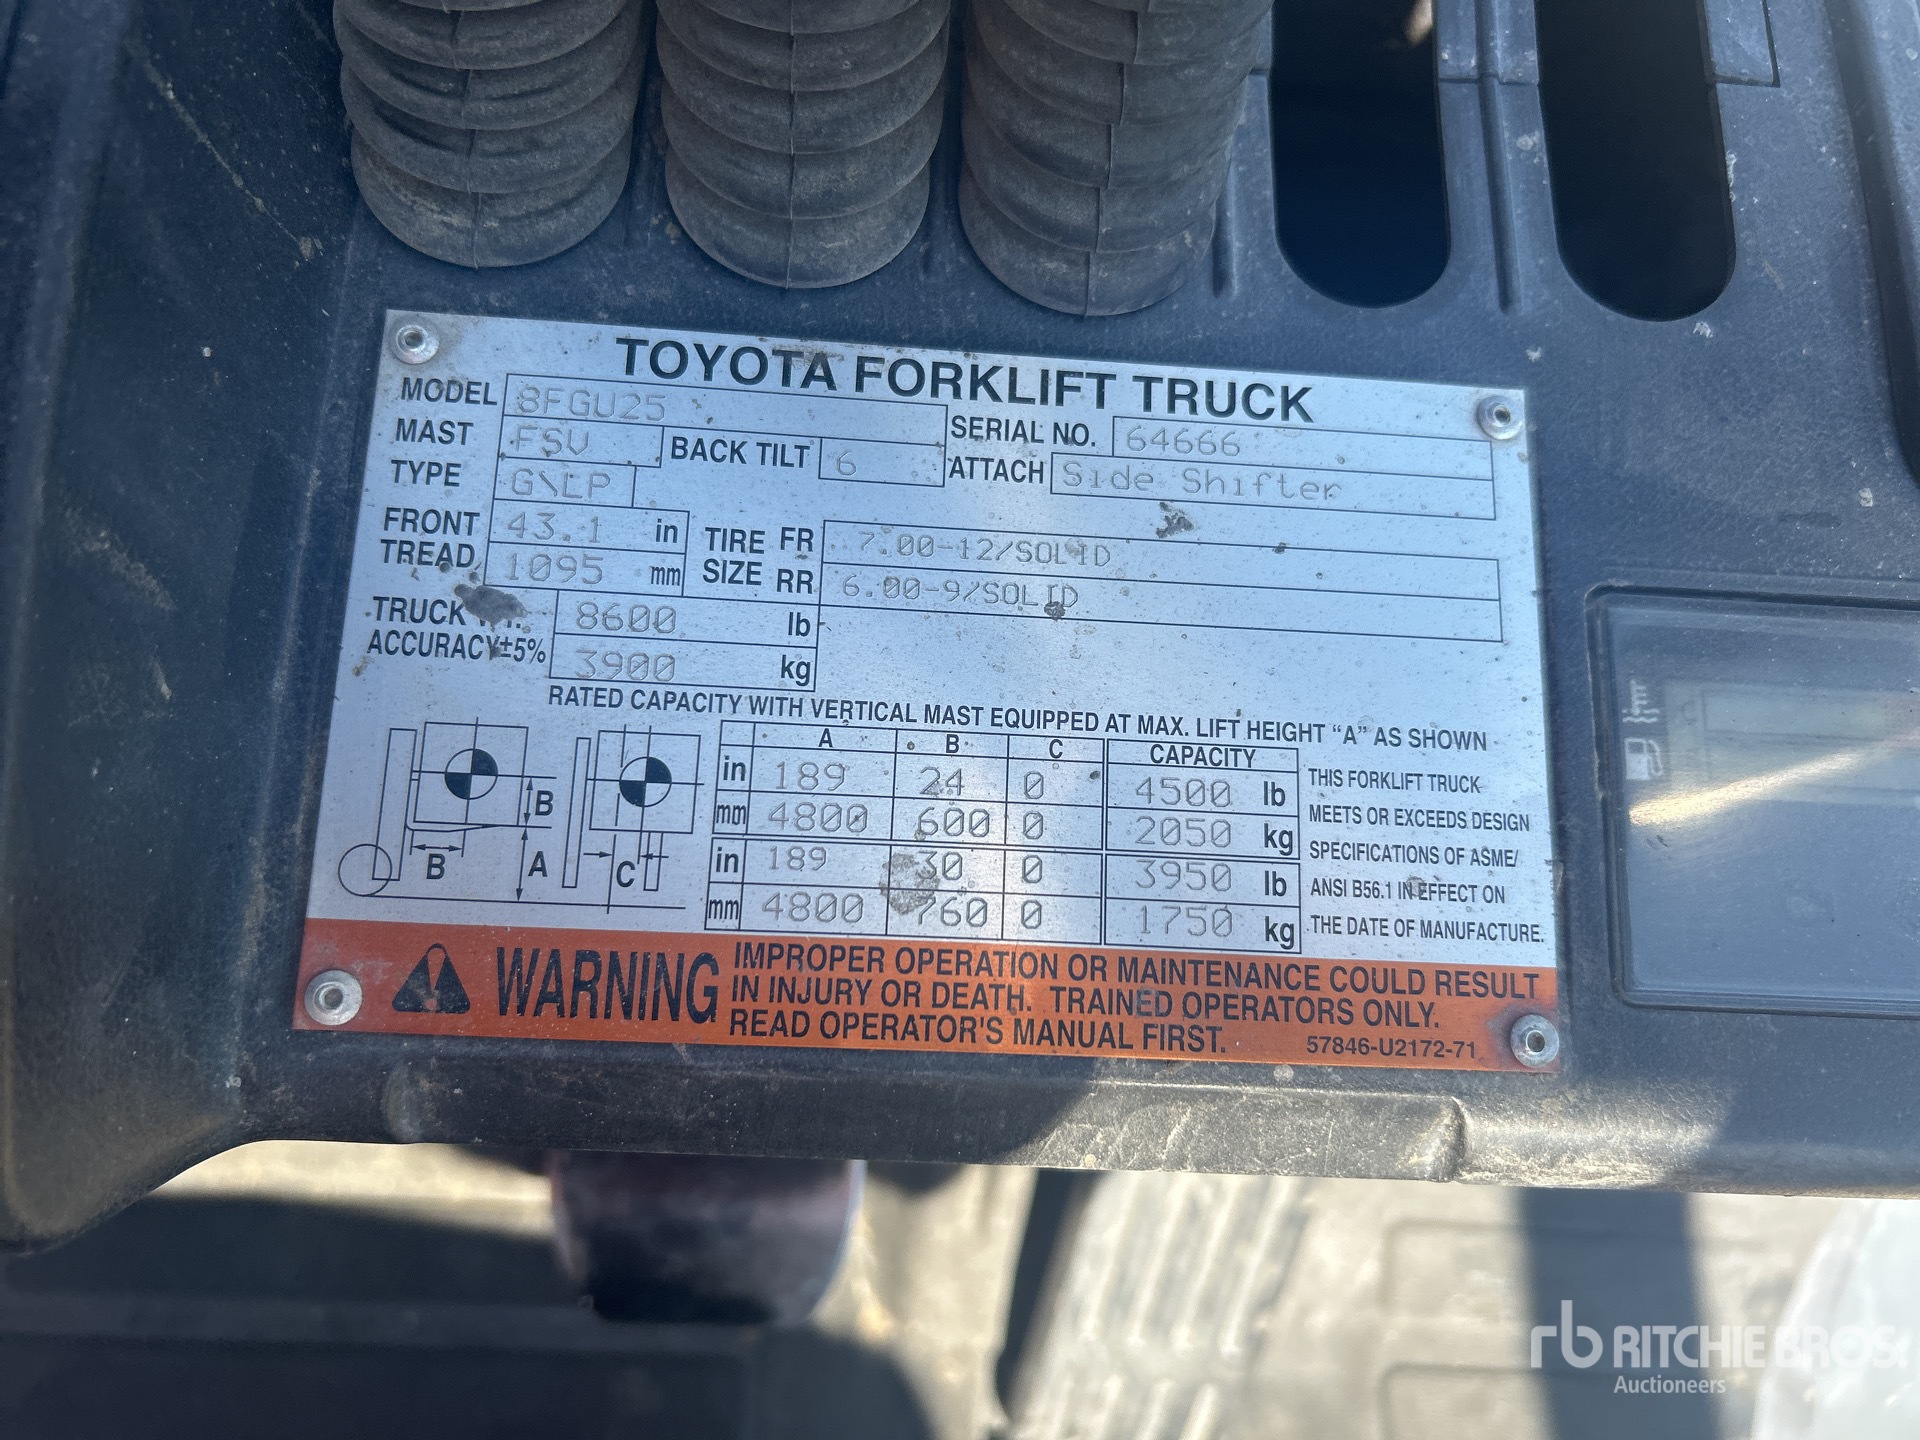 TOYOTA FORKLIFT TRUCK
MODEL 8FGU25 SERIAL NO. 64666
MAST FSV BACK TILT 6 ATTACH Side Shifter
TYPE G\LP
FRONT TREAD 43.1 in TIRE SIZE FR 7.00-12/SOLID
1095 mm RR 6.00-9/SOLID
TRUCK 8600 lb
ACCURACY±5% 3900 kg
RATED CAPACITY WITH VERTICAL MAST EQUIPPED AT MAX. LIFT HEIGHT "A" AS SHOWN
A B C CAPACITY
in 189 24 0 4500 lb
mm 4800 600 0 2050 kg
in 189 30 0 3950 lb
mm 4800 760 0 1750 kg
B B A C
THIS FORKLIFT TRUCK
MEETS OR EXCEEDS DESIGN
SPECIFICATIONS OF ASME/
ANSI B56.1 IN EFFECT ON
THE DATE OF MANUFACTURE.
WARNING
IMPROPER OPERATION OR MAINTENANCE COULD RESULT
IN INJURY OR DEATH. TRAINED OPERATORS ONLY.
READ OPERATOR'S MANUAL FIRST.
57846-U2172-71
rb RITCHIE BROS.
Auctioneers